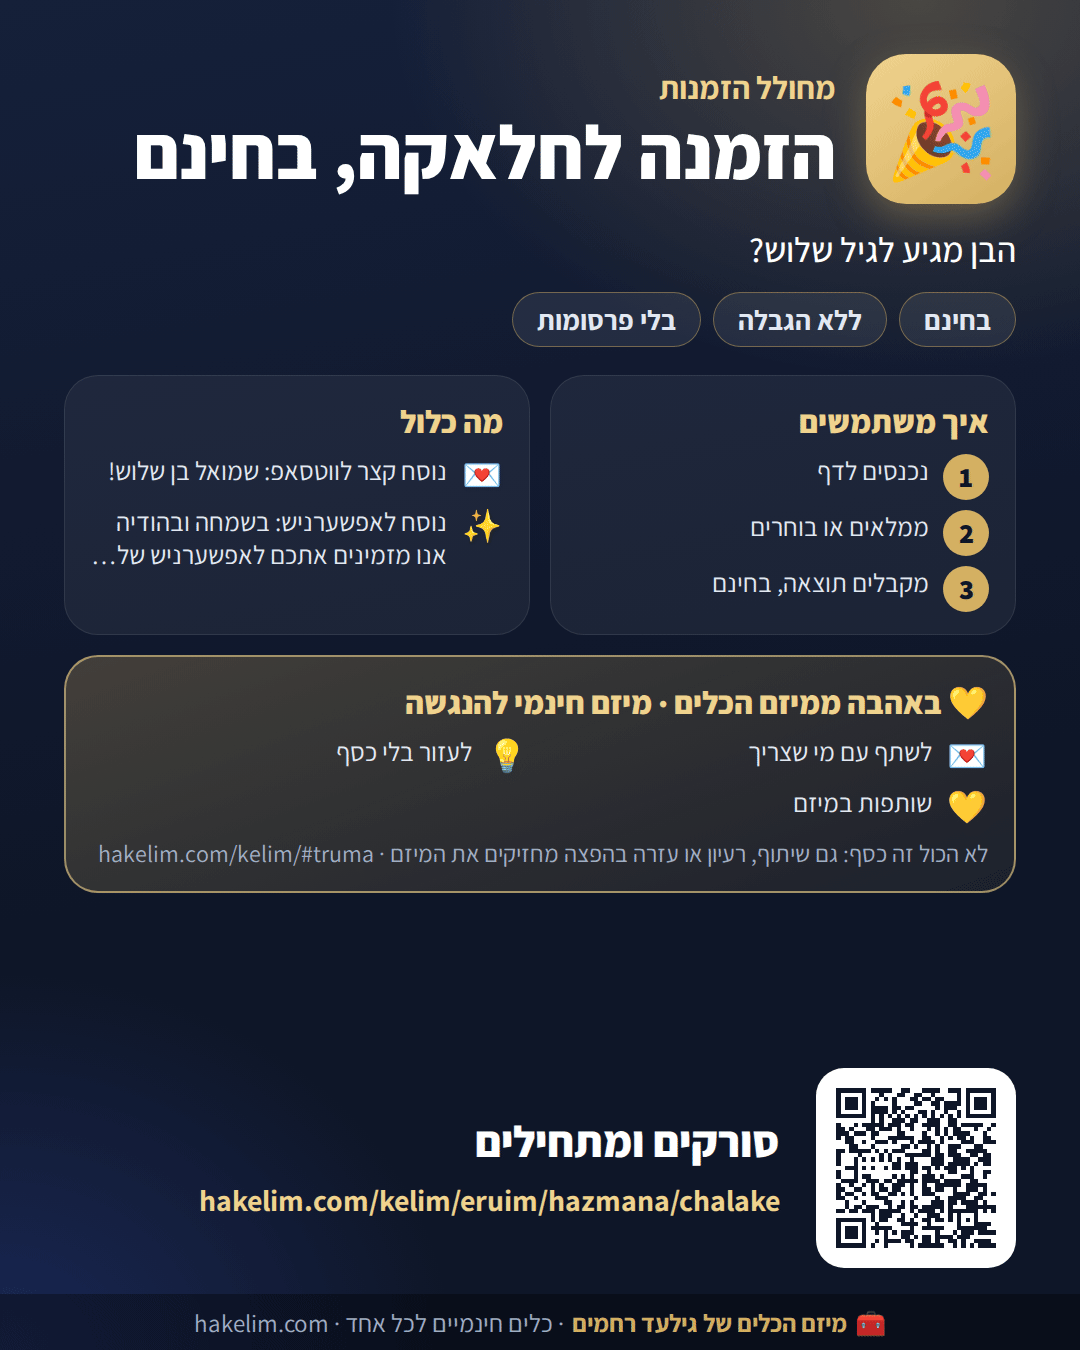 מחולל הזמנות
הזמנה לחלאקה, בחינם
הבן מגיע לגיל שלוש?
בחינם
ללא הגבלה
בלי פרסומות
איך משתמשים
1 נכנסים לדף
2 ממלאים או בוחרים
3 מקבלים תוצאה, בחינם
מה כלול
נוסח קצר לווטסאפ: שמואל בן שלוש!
נוסח לאפשערניש: בשמחה ובהודיה
אנו מזמינים אתכם לאפשערניש של...
באהבה ממיזם הכלים · מיזם חינמי להנגשה
לשתף עם מי שצריך
לעזור בלי כסף
שותפות במיזם
לא הכול זה כסף: גם שיתוף, רעיון או עזרה בהפצה מחזיקים את המיזם · hakelim.com/kelim/#truma
סורקים ומתחילים
hakelim.com/kelim/eruim/hazmana/chalake
מיזם הכלים של גילעד רחמים · כלים חינמיים לכל אחד · hakelim.com